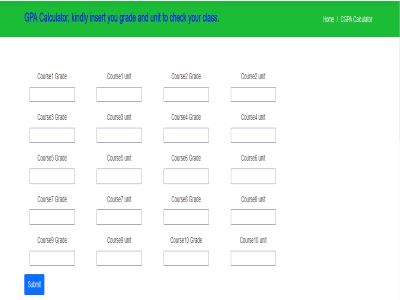 GPA Calculator, kindly insert you grade and unit to check your class.
Home | CGPA Calculator
Course1 Grade Course1 unit Course2 Grade Course2 unit
Course3 Grade Course3 unit Course4 Grade Course4 unit
Course5 Grade Course5 unit Course6 Grade Course6 unit
Course7 Grade Course7 unit Course8 Grade Course8 unit
Course9 Grade Course9 unit Course10 Grade Course10 unit
Submit